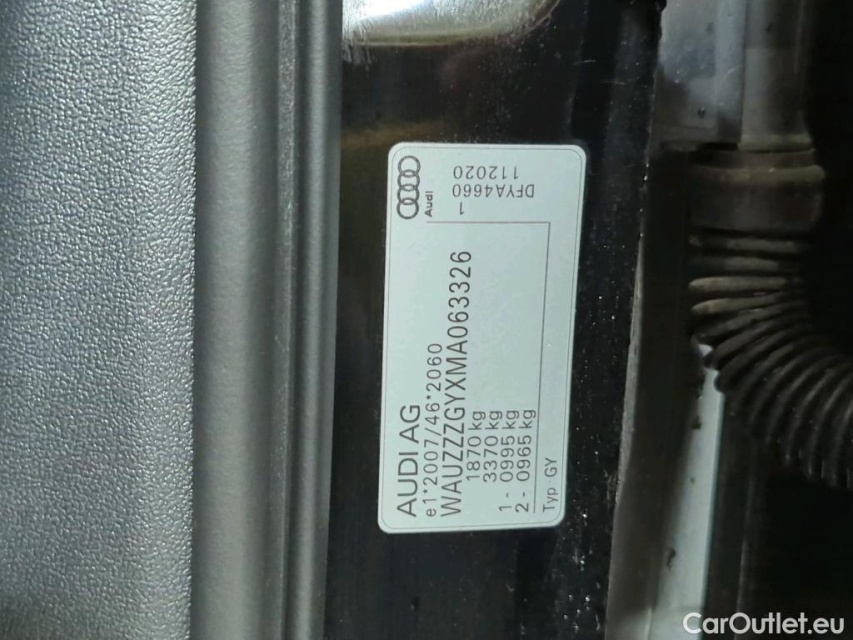 AUDI AG
e1*2007/46*2060
WAUZZZGYXMA063326
1870 kg
3370 kg
1 - 0995 kg
2 - 0965 kg
Typ GY
Audi
1
DFYA4660
112020
CarOutlet.eu